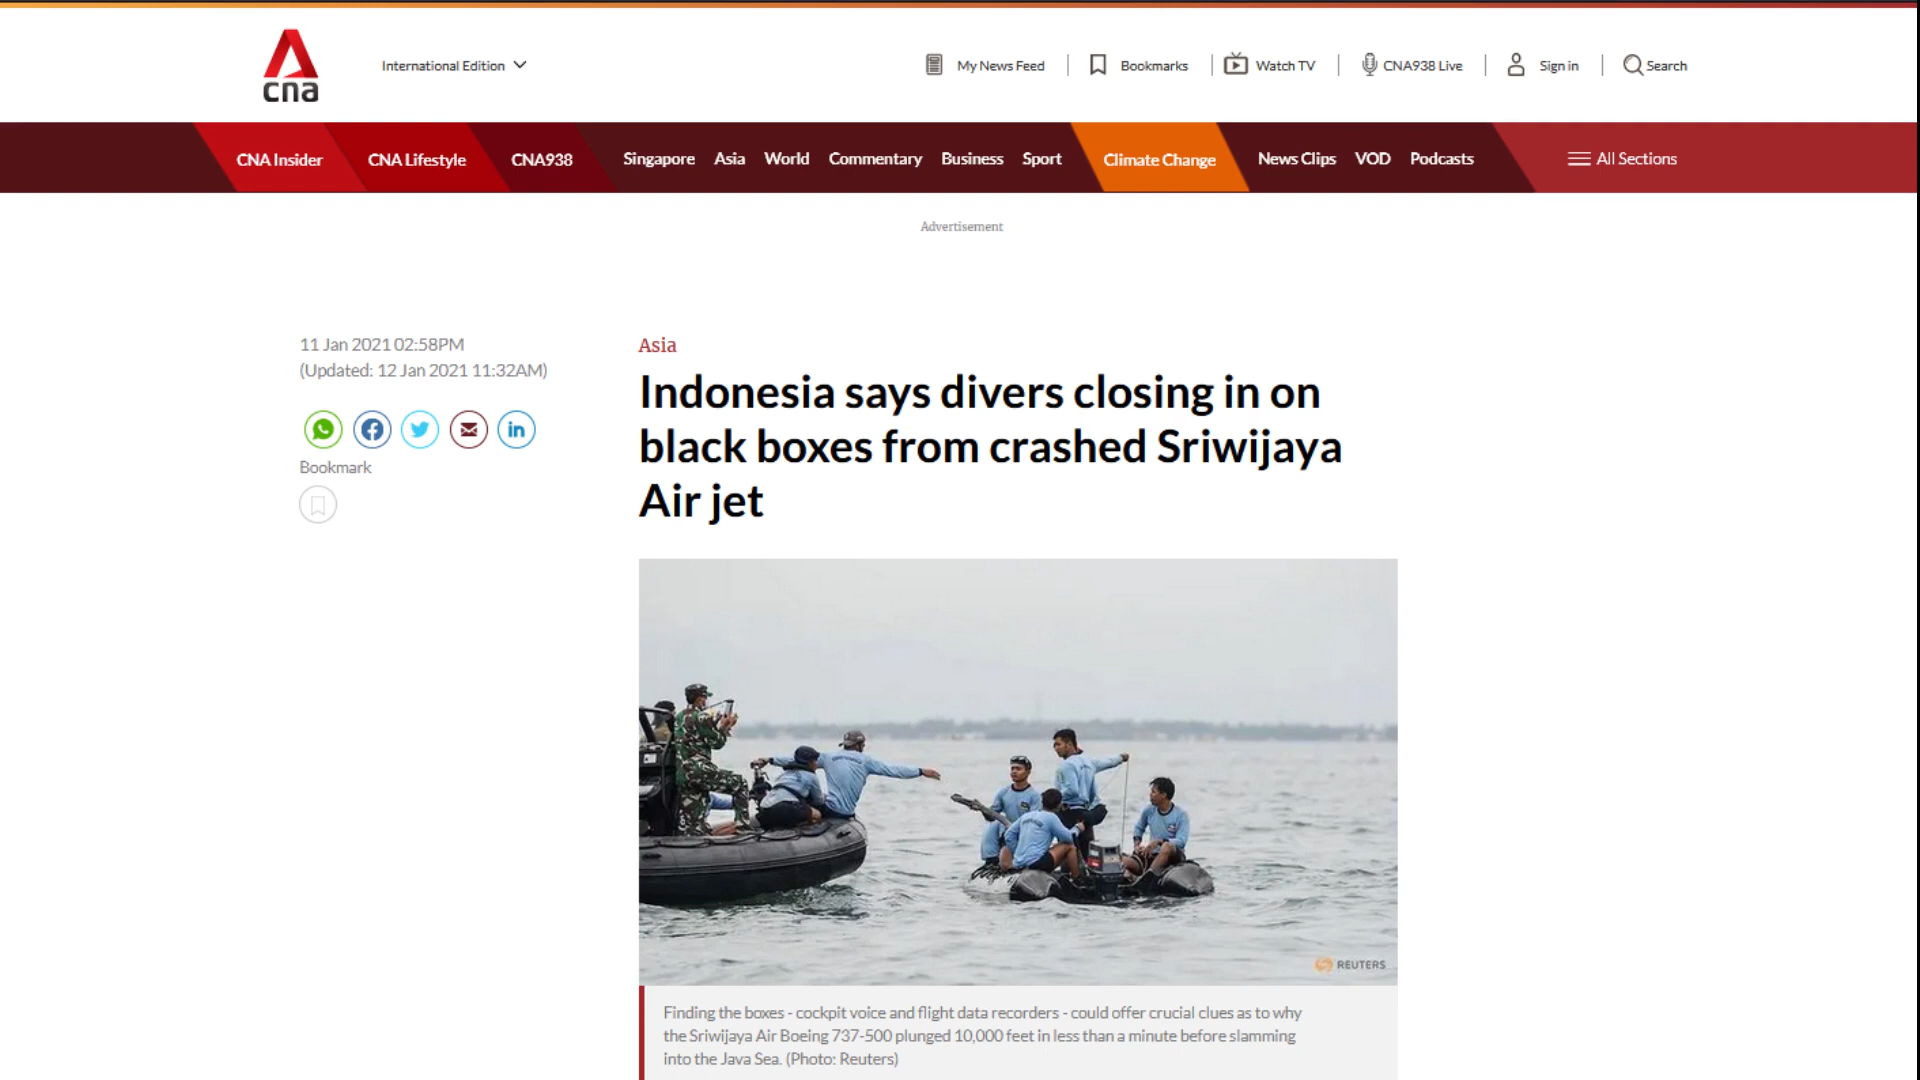 cna
International Edition
My News Feed
Bookmarks
Watch TV
CNA938 Live
Sign in
Search
CNA Insider
CNA Lifestyle
CNA938
Singapore
Asia
World
Commentary
Business
Sport
Climate Change
News Clips
VOD
Podcasts
All Sections
Advertisement
11 Jan 2021 02:58PM
(Updated: 12 Jan 2021 11:32AM)
Bookmark
Asia
Indonesia says divers closing in on
black boxes from crashed Sriwijaya
Air jet
REUTERS
Finding the boxes - cockpit voice and flight data recorders - could offer crucial clues as to why
the Sriwijaya Air Boeing 737-500 plunged 10,000 feet in less than a minute before slamming
into the Java Sea. (Photo: Reuters)